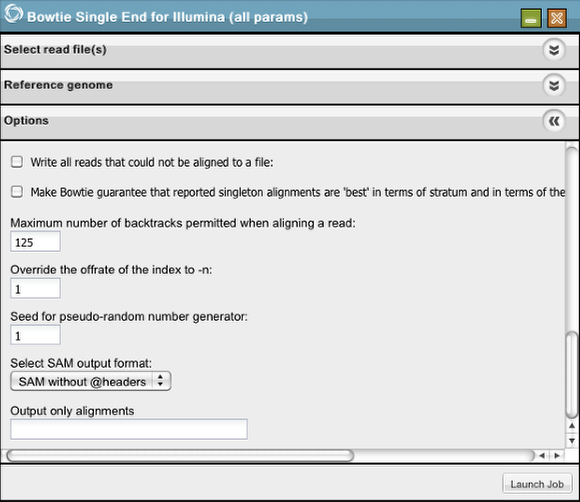 Bowtie Single End for Illumina (all params)
Select read file(s)
Reference genome
Options
Write all reads that could not be aligned to a file:
Make Bowtie guarantee that reported singleton alignments are 'best' in terms of stratum and in terms of the
Maximum number of backtracks permitted when aligning a read:
125
Override the offrate of the index to -n:
1
Seed for pseudo-random number generator:
1
Select SAM output format:
SAM without @headers
Output only alignments
Launch Job